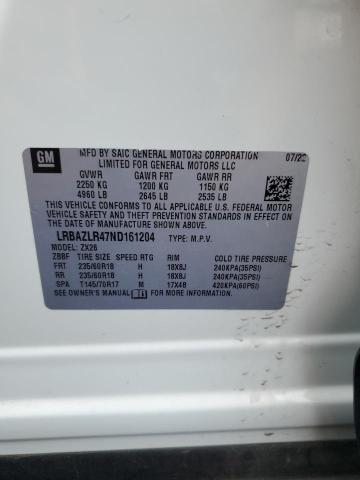 GM MFD BY SAIC GENERAL MOTORS CORPORATION 07/22
LIMITED FOR GENERAL MOTORS LLC
GVWR GAWR FRT GAWR RR
2250 KG 1200 KG 1150 KG
4960 LB 2645 LB 2535 LB
THIS VEHICLE CONFORMS TO ALL APPLICABLE U.S. FEDERAL MOTOR
VEHICLE SAFETY, BUMPER, AND THEFT PREVENTION STANDARDS
IN EFFECT ON THE DATE OF MANUFACTURE SHOWN ABOVE.
LRBAZLR47ND161204 TYPE: M.P.V.
MODEL: ZX26
ZBBF TIRE SIZE SPEED RTG RIM COLD TIRE PRESSURE
FRT 235/60R18 H 18X8J 240KPA(35PSI)
RR 235/60R18 H 18X8J 240KPA(35PSI)
SPA T145/70R17 M 17X4B 420KPA(60PSI)
SEE OWNER'S MANUAL FOR MORE INFORMATION.